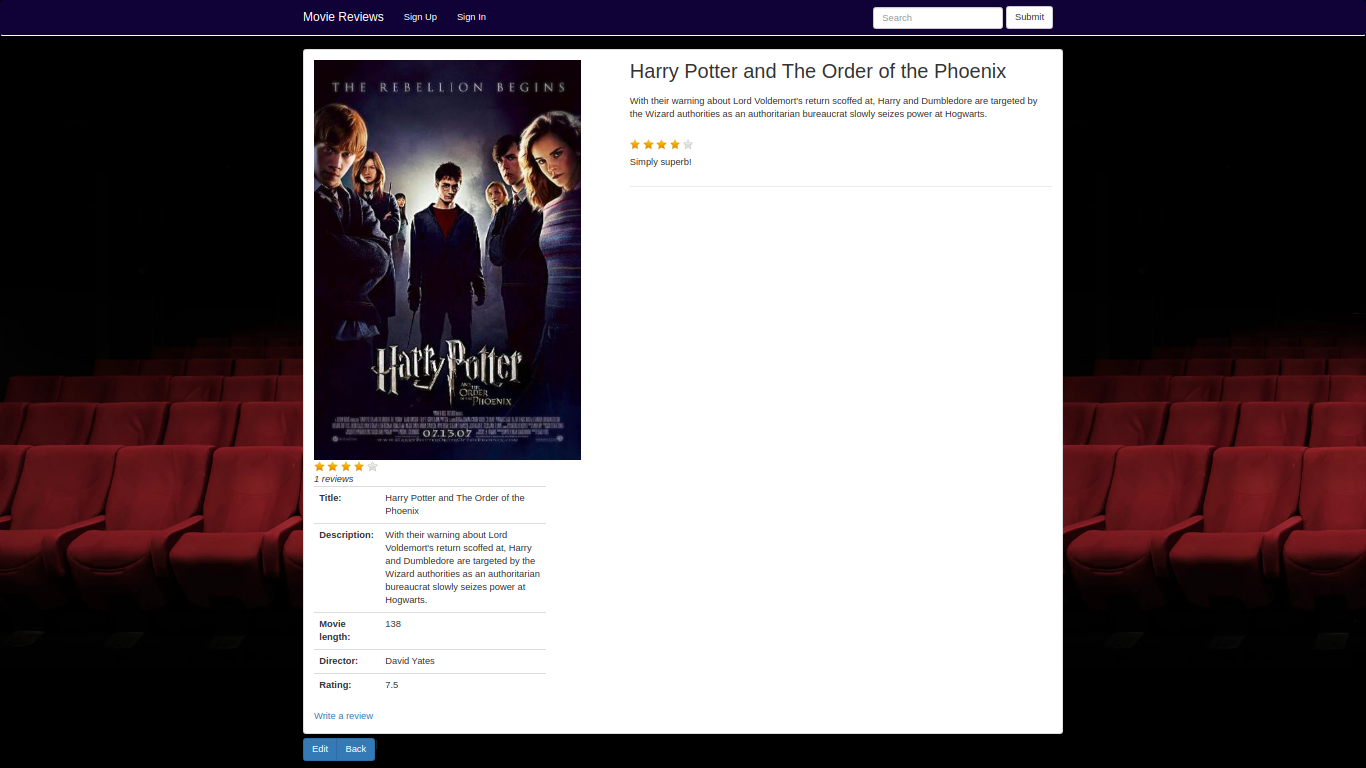 Movie Reviews Sign Up Sign In Search Submit
THE REBELLION BEGINS
Harry Potter
AND THE
ORDER
OF THE
PHOENIX
07.13.07
1 reviews
Title: Harry Potter and The Order of the
Phoenix
Description: With their warning about Lord
Voldemort's return scoffed at, Harry
and Dumbledore are targeted by the
Wizard authorities as an authoritarian
bureaucrat slowly seizes power at
Hogwarts.
Movie
length: 138
Director: David Yates
Rating: 7.5
Write a review
Harry Potter and The Order of the Phoenix
With their warning about Lord Voldemort's return scoffed at, Harry and Dumbledore are targeted by
the Wizard authorities as an authoritarian bureaucrat slowly seizes power at Hogwarts.
Simply superb!
Edit Back